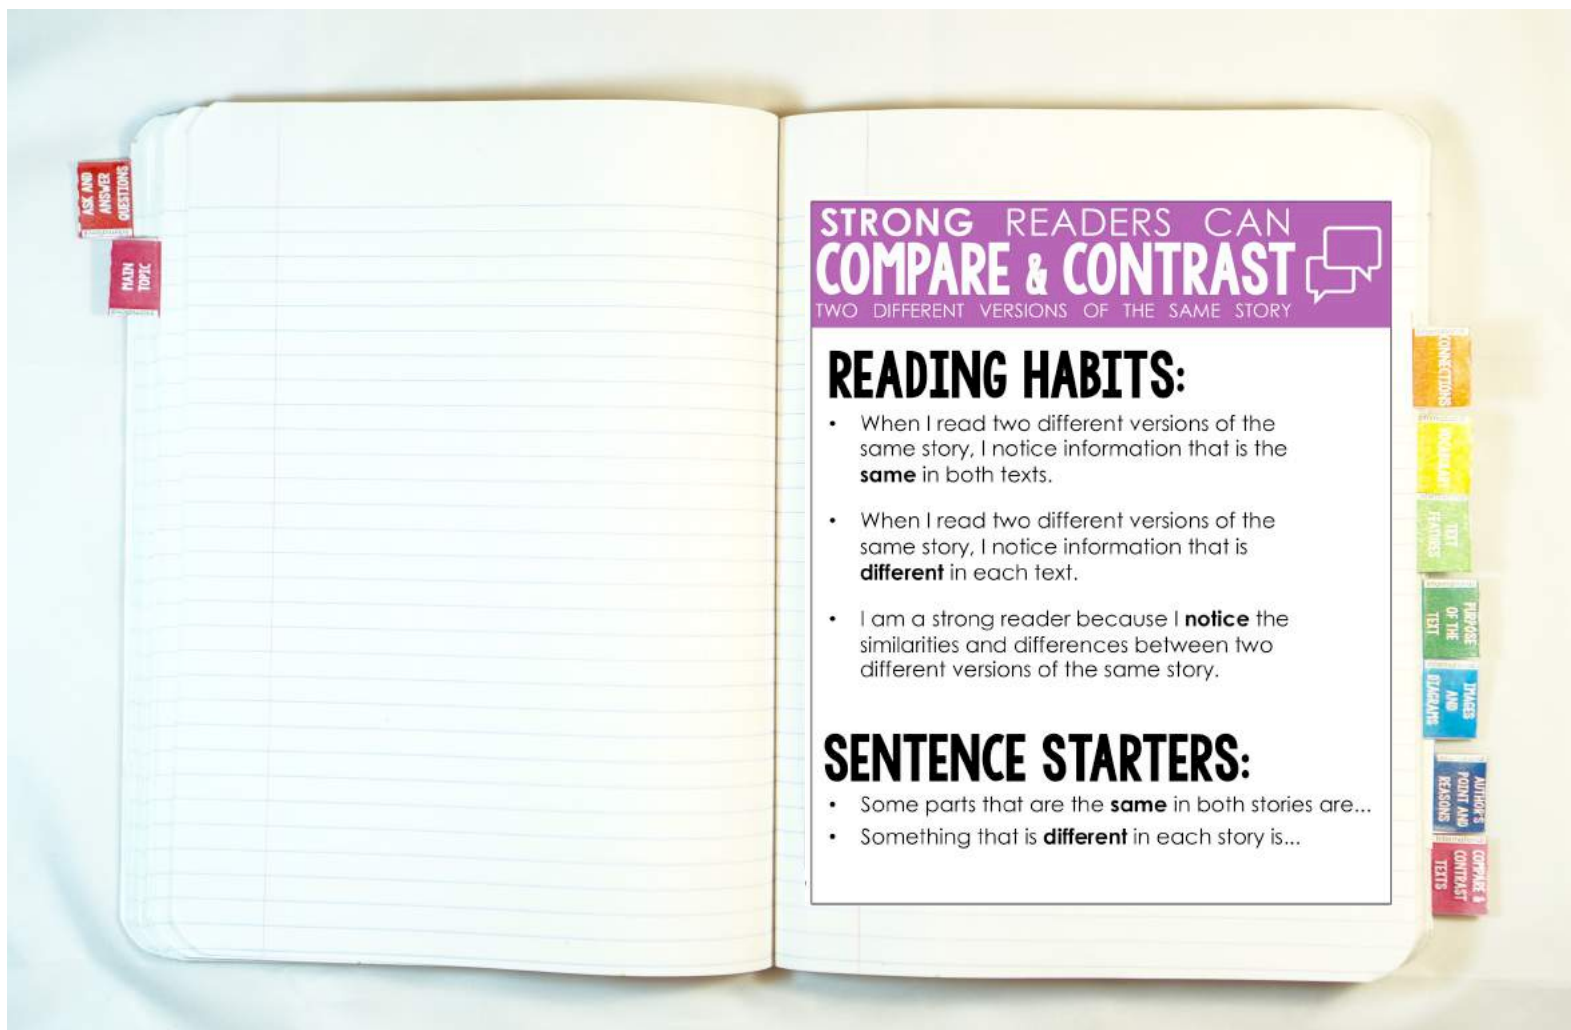 ASK AND
ANSWER
QUESTIONS
MAIN
TOPIC
STRONG READERS CAN
COMPARE & CONTRAST
TWO DIFFERENT VERSIONS OF THE SAME STORY
READING HABITS:
• When I read two different versions of the
same story, I notice information that is the
same in both texts.
• When I read two different versions of the
same story, I notice information that is
different in each text.
• I am a strong reader because I notice the
similarities and differences between two
different versions of the same story.
SENTENCE STARTERS:
• Some parts that are the same in both stories are...
• Something that is different in each story is...
CONNECTIONS
VOCABULARY
TEXT
FEATURES
PURPOSE
OF THE
TEXT
IMAGES
AND
DIAGRAMS
AUTHOR'S
POINT AND
REASONS
COMPARE &
CONTRAST
TEXTS